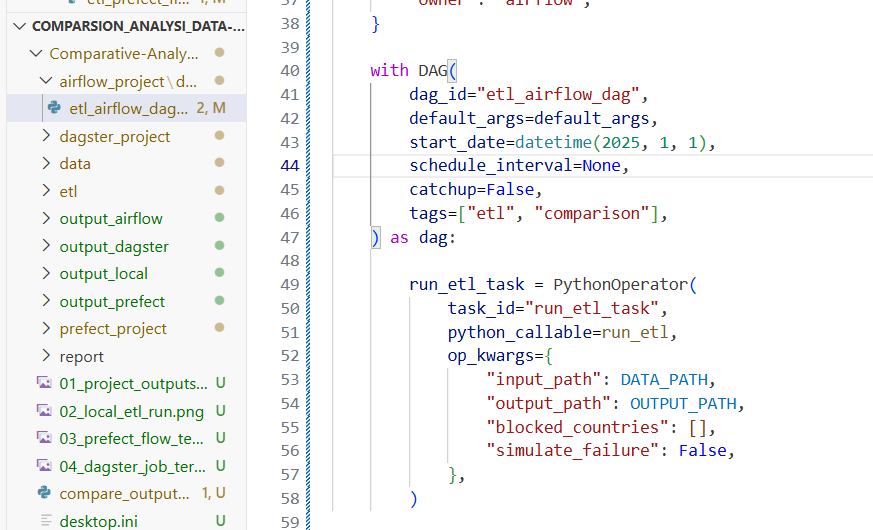 etl_prefect_fl... 1, M
COMPARSION_ANALYSI_DATA-...
Comparative-Analy...
airflow_project \ d...
etl_airflow_dag... 2, M
dagster_project
data
etl
output_airflow
output_dagster
output_local
output_prefect
prefect_project
report
01_project_outputs... U
02_local_etl_run.png U
03_prefect_flow_te... U
04_dagster_job_ter... U
compare_output... 1, U
desktop.ini U
37 "owner": "airflow",
38 }
39
40 with DAG(
41 dag_id="etl_airflow_dag",
42 default_args=default_args,
43 start_date=datetime(2025, 1, 1),
44 schedule_interval=None,
45 catchup=False,
46 tags=["etl", "comparison"],
47 ) as dag:
48
49 run_etl_task = PythonOperator(
50 task_id="run_etl_task",
51 python_callable=run_etl,
52 op_kwargs={
53 "input_path": DATA_PATH,
54 "output_path": OUTPUT_PATH,
55 "blocked_countries": [],
56 "simulate_failure": False,
57 },
58 )
59